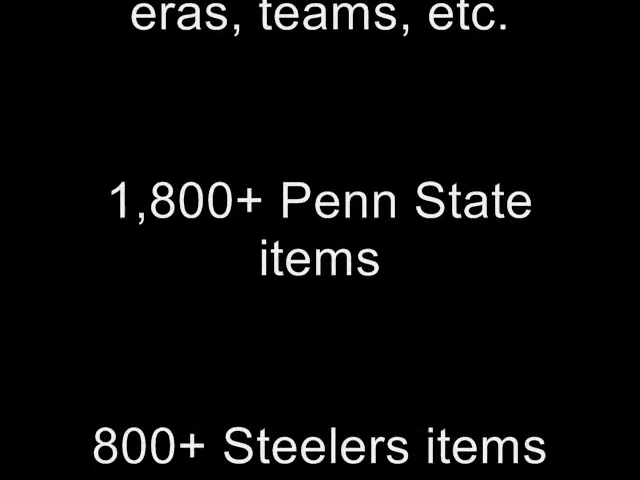 eras, teams, etc.
1,800+ Penn State
items
800+ Steelers items